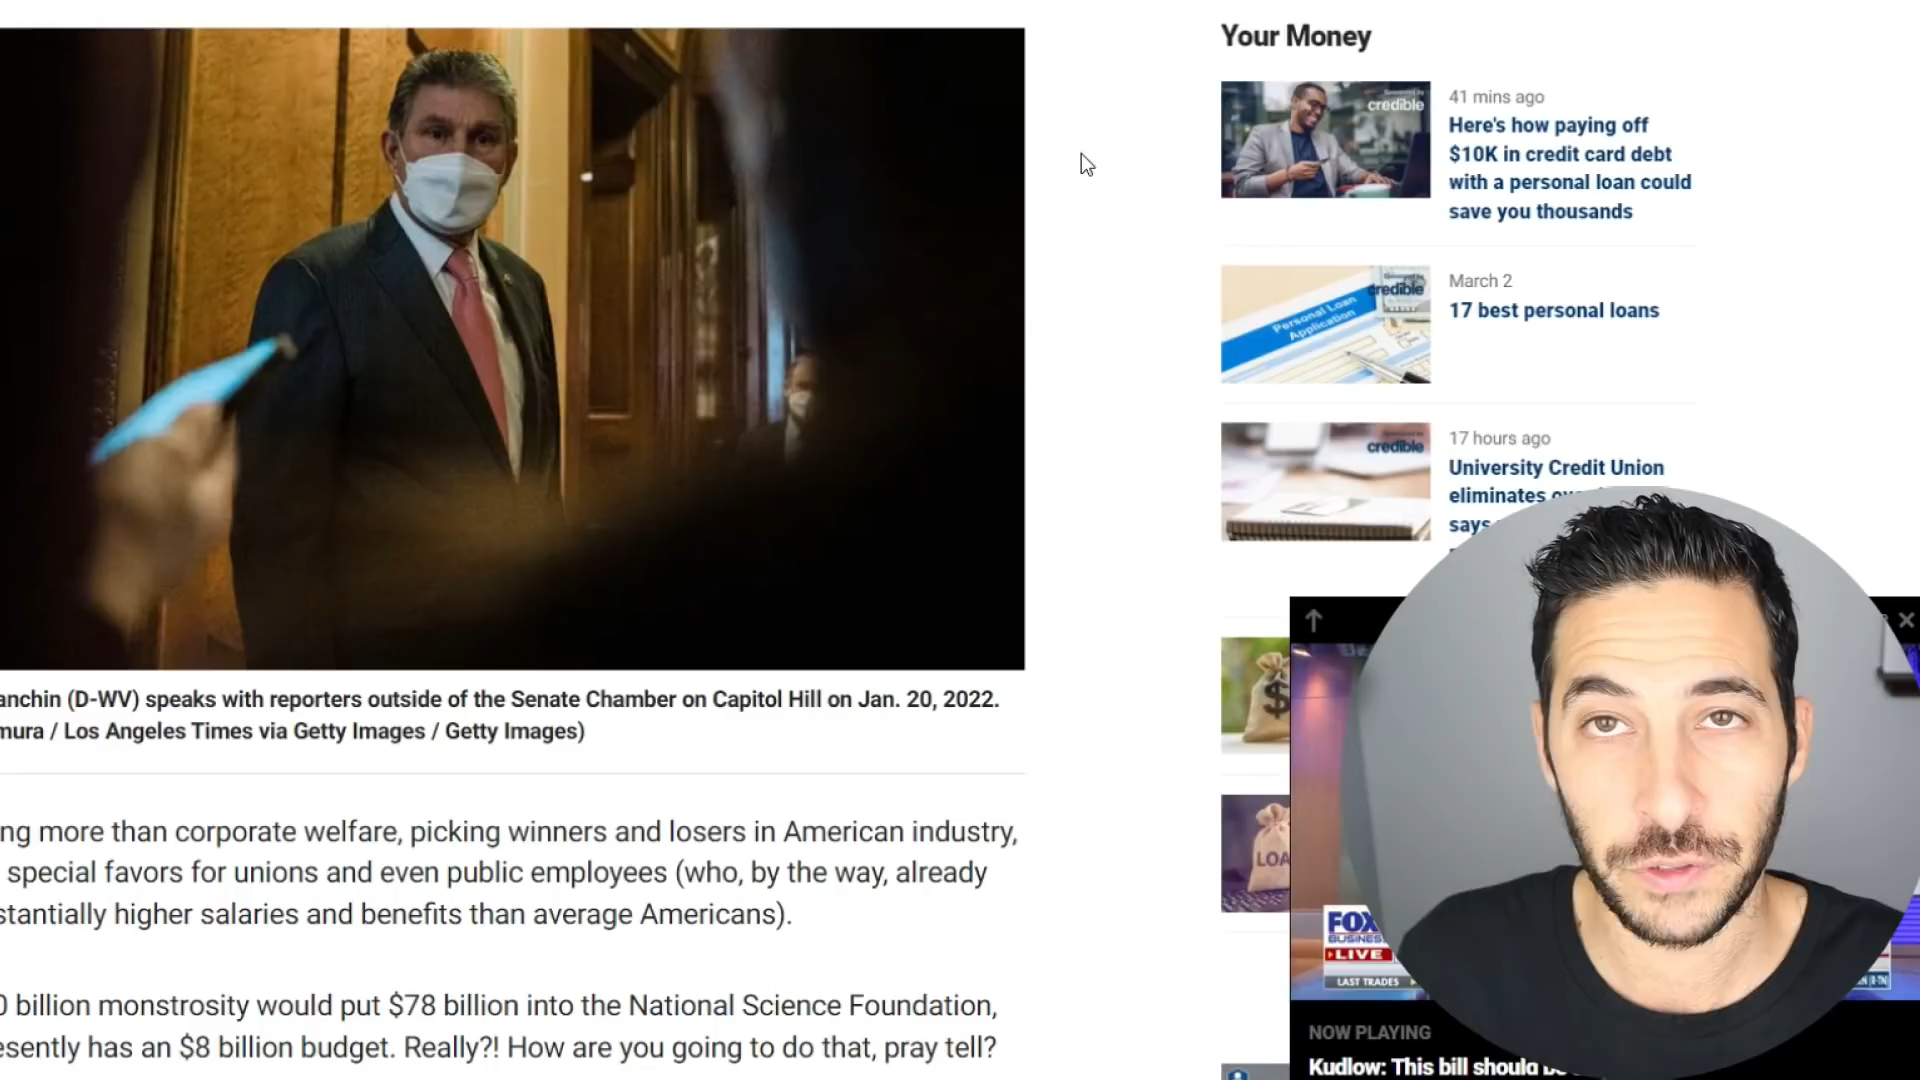 Your Money
credible
41 mins ago
Here's how paying off
$10K in credit card debt
with a personal loan could
save you thousands
credible
Personal Loan
Application
March 2
17 best personal loans
credible
17 hours ago
University Credit Union
eliminates
says
anchin (D-WV) speaks with reporters outside of the Senate Chamber on Capitol Hill on Jan. 20, 2022.
mura / Los Angeles Times via Getty Images / Getty Images)
ng more than corporate welfare, picking winners and losers in American industry,
special favors for unions and even public employees (who, by the way, already
stantially higher salaries and benefits than average Americans).
0 billion monstrosity would put $78 billion into the National Science Foundation,
esently has an $8 billion budget. Really?! How are you going to do that, pray tell?
$
LOA
FOX
BUSINESS
LIVE
LAST TRADES
NOW PLAYING
Kudlow: This bill should